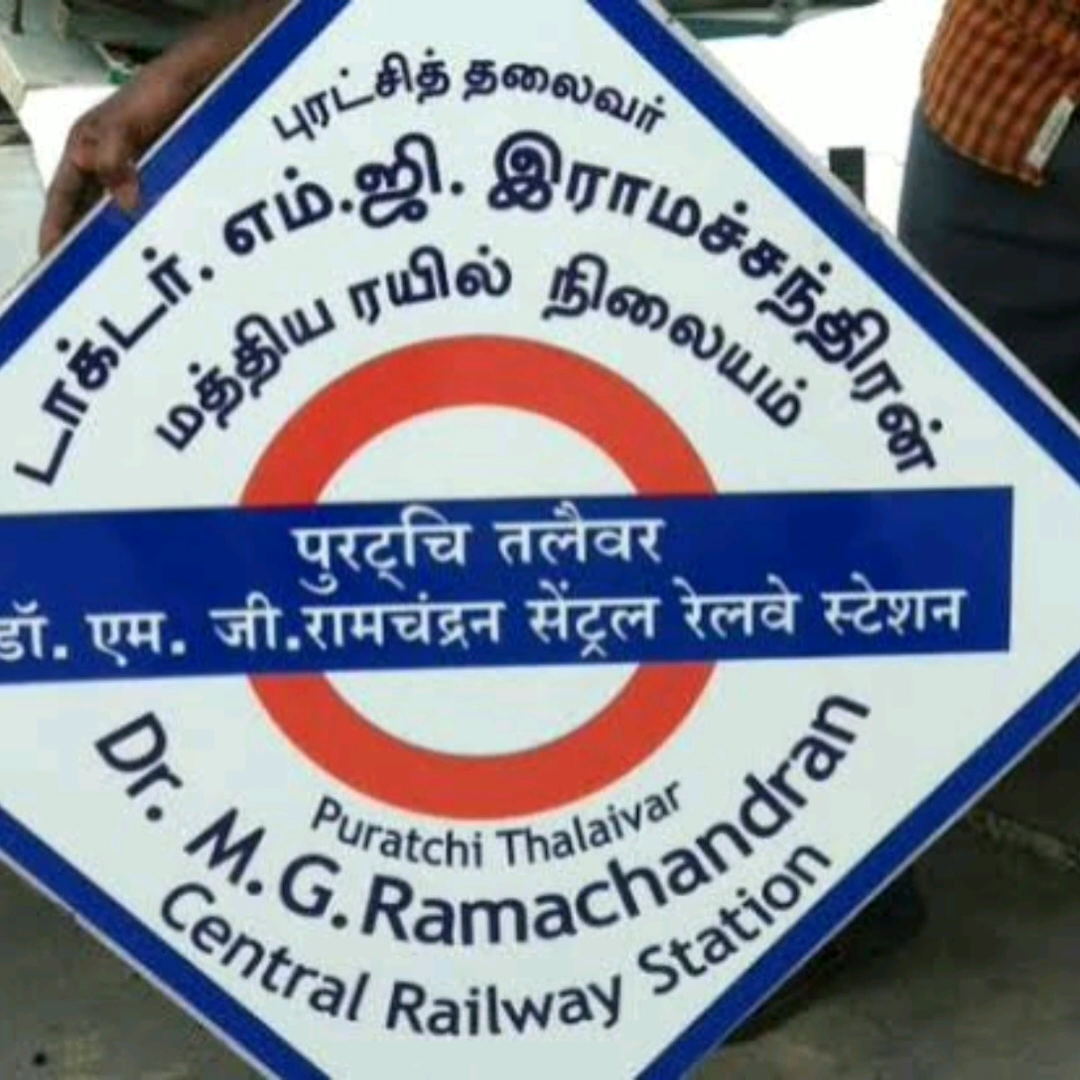 புரட்சித் தலைவர்
டாக்டர். எம்.ஜி. இராமச்சந்திரன்
மத்திய ரயில் நிலையம்
पुरट्चि तलैवर
डॉ. एम. जी.रामचंद्रन सेंट्रल रेलवे स्टेशन
Puratchi Thalaivar
Dr. M.G.Ramachandran
Central Railway Station